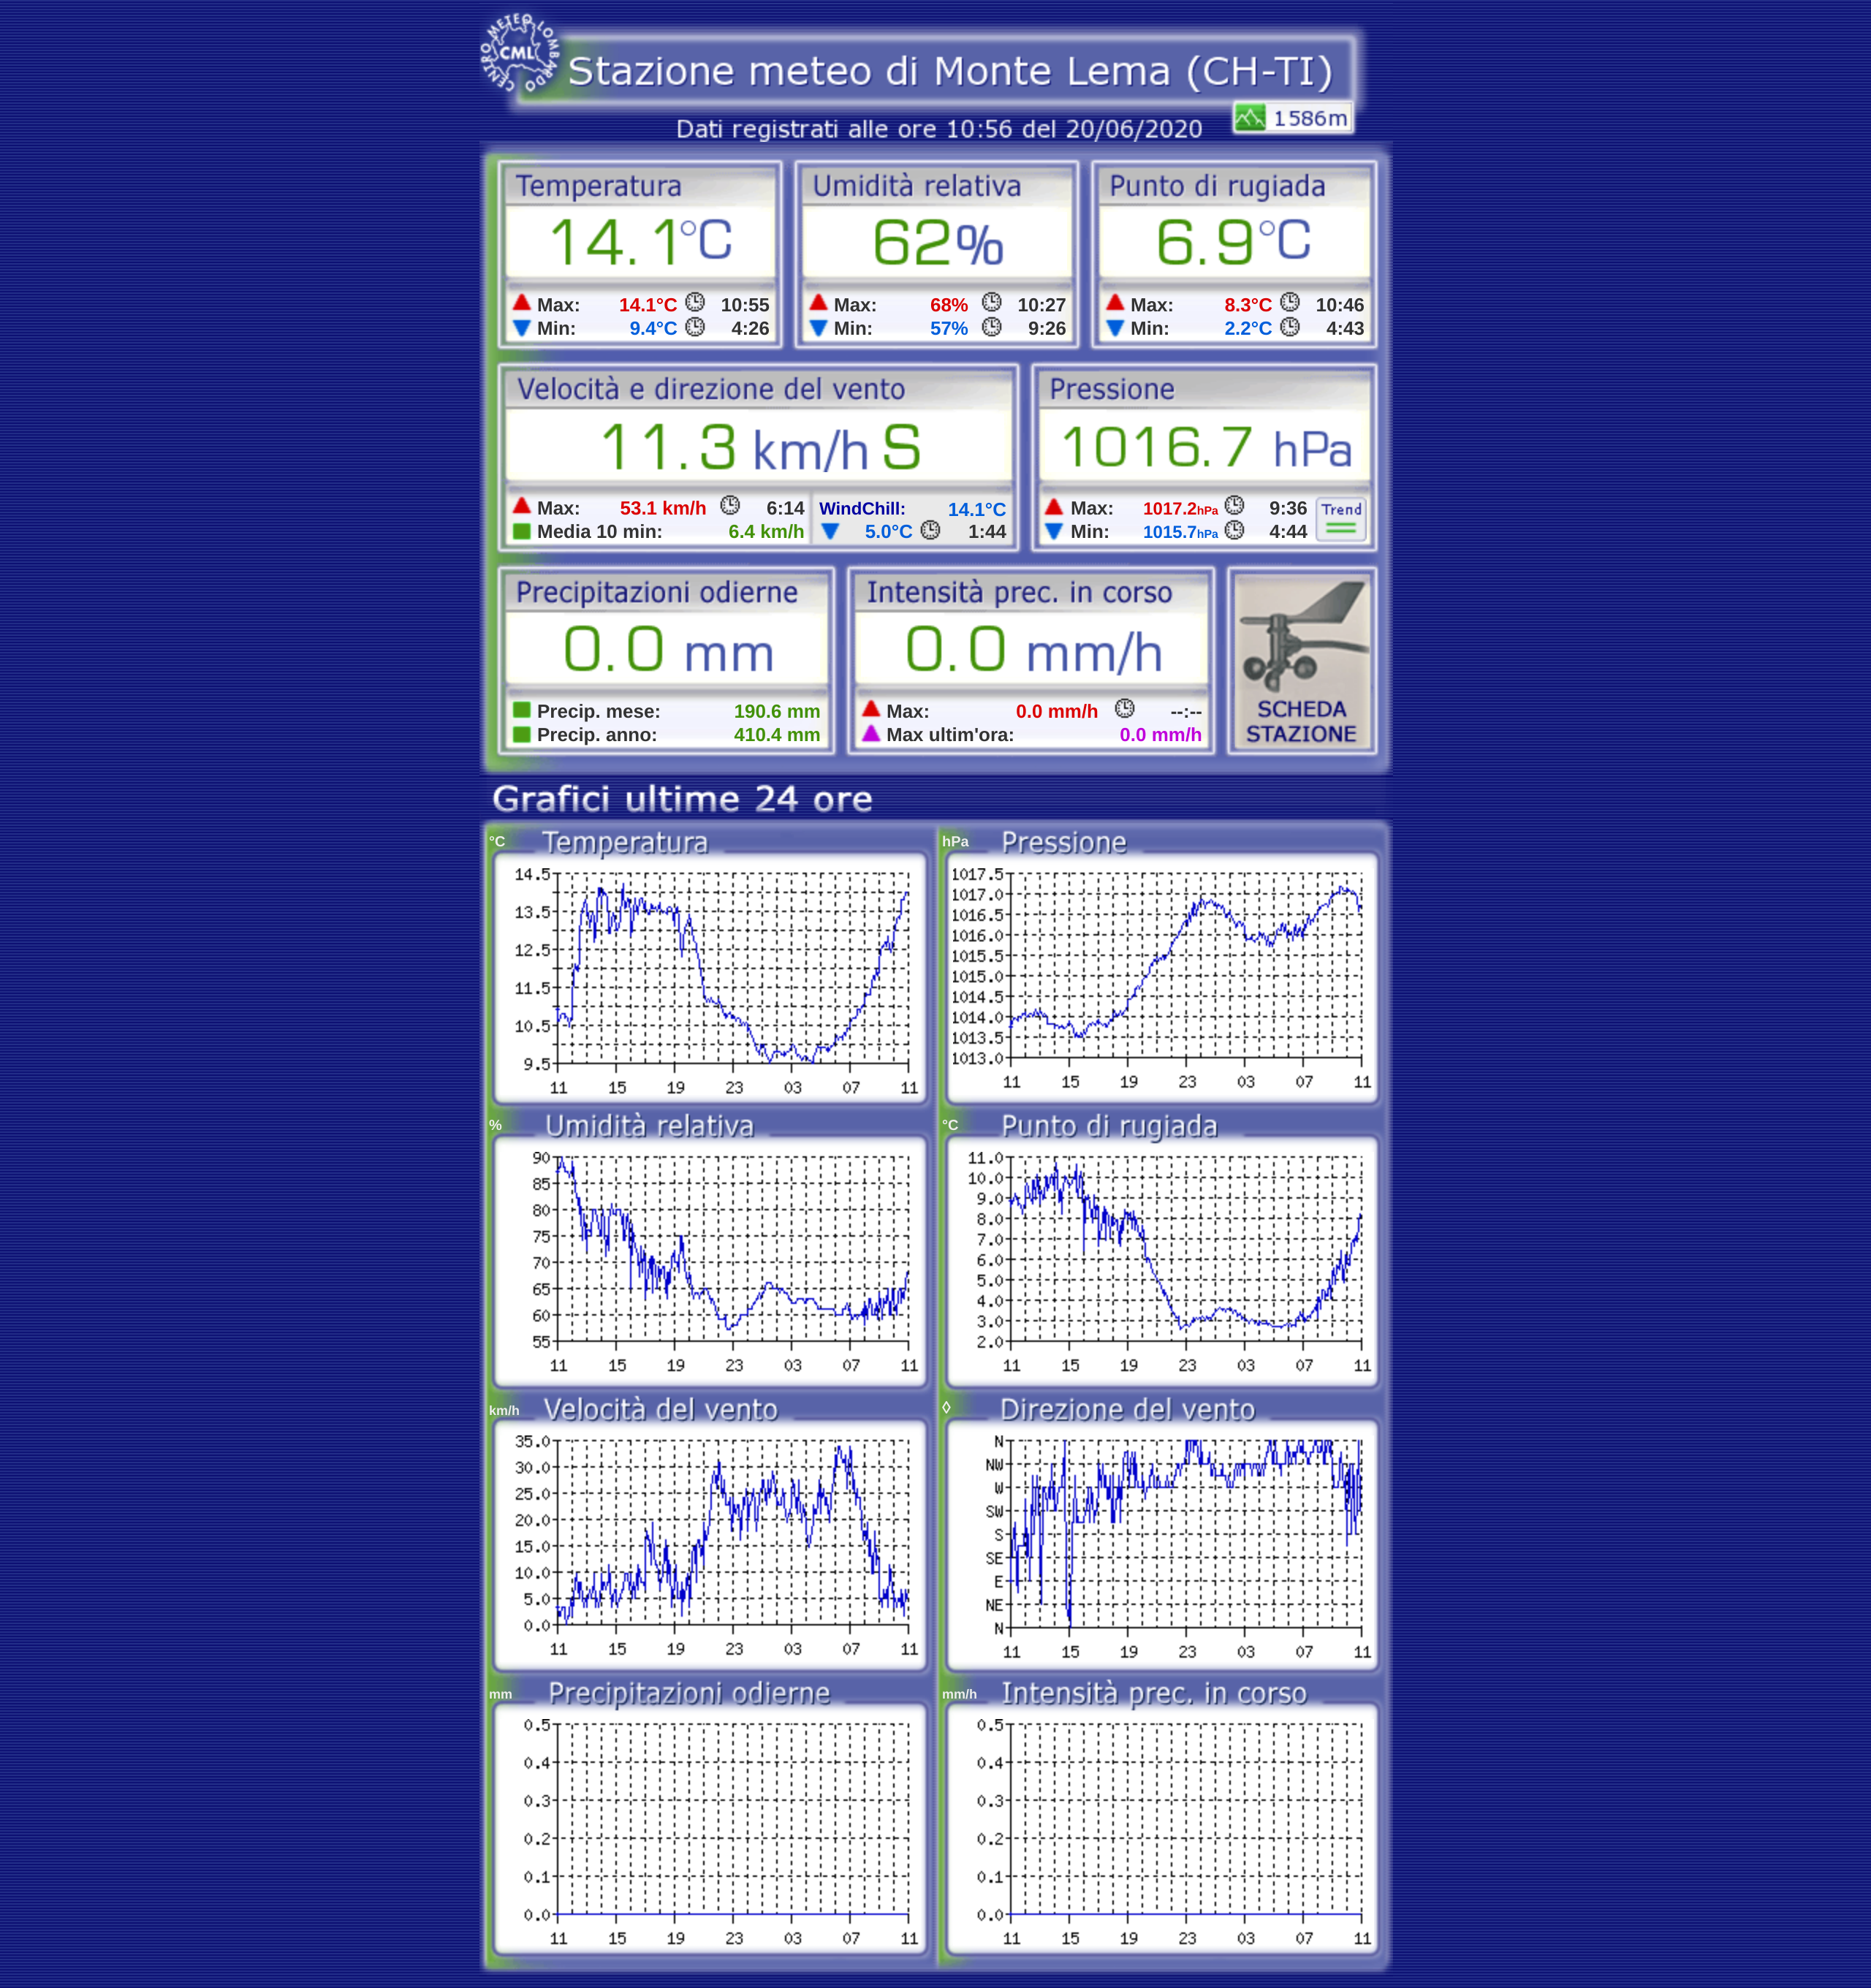 CENTRO METEO LOMBARDO
CML
Stazione meteo di Monte Lema (CH-TI)
1586m
Dati registrati alle ore 10:56 del 20/06/2020
Temperatura
14.1°C
Max: 14.1°C 10:55
Min: 9.4°C 4:26
Umidità relativa
62%
Max: 68% 10:27
Min: 57% 9:26
Punto di rugiada
6.9°C
Max: 8.3°C 10:46
Min: 2.2°C 4:43
Velocità e direzione del vento
11.3 km/h S
Max: 53.1 km/h 6:14
Media 10 min: 6.4 km/h
WindChill: 14.1°C
5.0°C 1:44
Pressione
1016.7 hPa
Max: 1017.2hPa 9:36
Min: 1015.7hPa 4:44
Trend
Precipitazioni odierne
0.0 mm
Precip. mese: 190.6 mm
Precip. anno: 410.4 mm
Intensità prec. in corso
0.0 mm/h
Max: 0.0 mm/h --:--
Max ultim'ora: 0.0 mm/h
SCHEDA
STAZIONE
Grafici ultime 24 ore
°C Temperatura
14.5
13.5
12.5
11.5
10.5
9.5
11 15 19 23 03 07 11
hPa Pressione
1017.5
1017.0
1016.5
1016.0
1015.5
1015.0
1014.5
1014.0
1013.5
1013.0
11 15 19 23 03 07 11
% Umidità relativa
90
85
80
75
70
65
60
55
11 15 19 23 03 07 11
°C Punto di rugiada
11.0
10.0
9.0
8.0
7.0
6.0
5.0
4.0
3.0
2.0
11 15 19 23 03 07 11
km/h Velocità del vento
35.0
30.0
25.0
20.0
15.0
10.0
5.0
0.0
11 15 19 23 03 07 11
◊ Direzione del vento
N
NW
W
SW
S
SE
E
NE
N
11 15 19 23 03 07 11
mm Precipitazioni odierne
0.5
0.4
0.3
0.2
0.1
0.0
11 15 19 23 03 07 11
mm/h Intensità prec. in corso
0.5
0.4
0.3
0.2
0.1
0.0
11 15 19 23 03 07 11